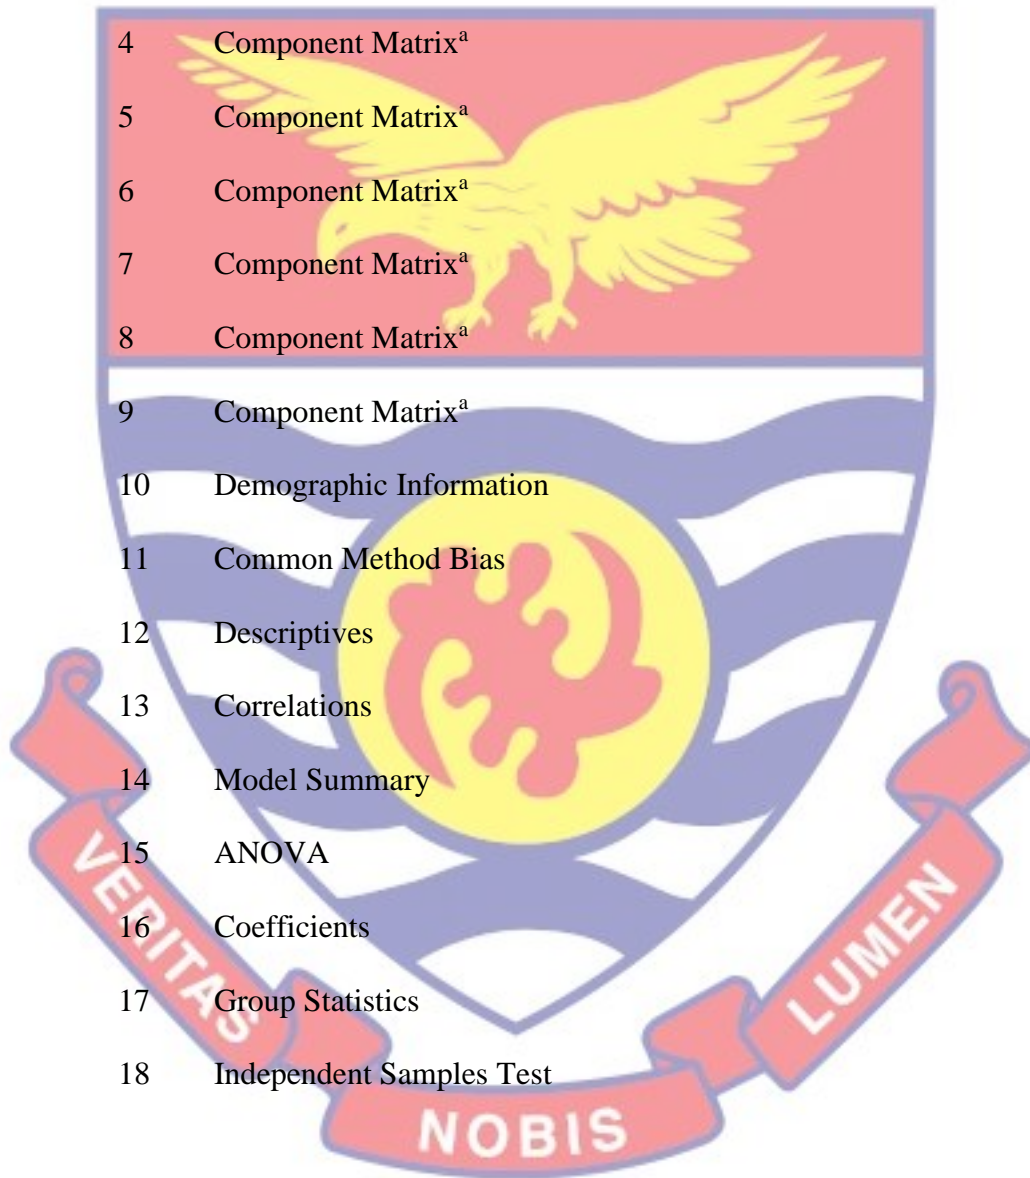 4 Component Matrixᵃ
5 Component Matrixᵃ
6 Component Matrixᵃ
7 Component Matrixᵃ
8 Component Matrixᵃ
9 Component Matrixᵃ
10 Demographic Information
11 Common Method Bias
12 Descriptives
13 Correlations
14 Model Summary
15 ANOVA
16 Coefficients
17 Group Statistics
18 Independent Samples Test
VERITAS
NOBIS
LUMEN